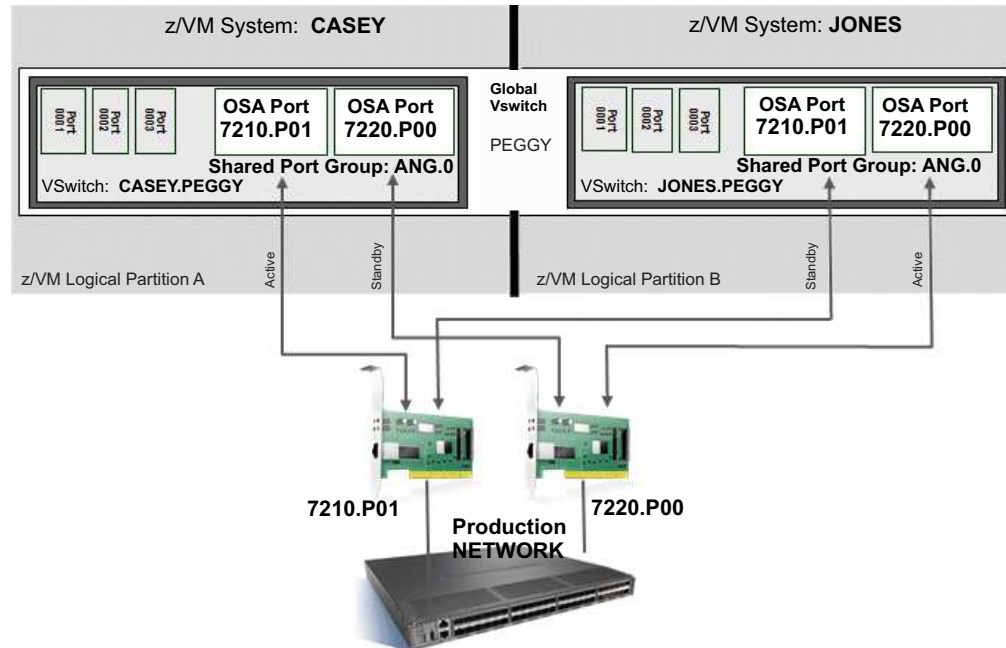 z/VM System: CASEY
z/VM System: JONES
Port
0001
Port
0002
Port
0003
OSA Port
7210.P01
OSA Port
7220.P00
Shared Port Group: ANG.0
VSwitch: CASEY.PEGGY
Global
Vswitch
PEGGY
Port
0001
Port
0002
Port
0003
OSA Port
7210.P01
OSA Port
7220.P00
Shared Port Group: ANG.0
VSwitch: JONES.PEGGY
z/VM Logical Partition A
Active
Standby
z/VM Logical Partition B
Standby
Active
7210.P01
7220.P00
Production
NETWORK